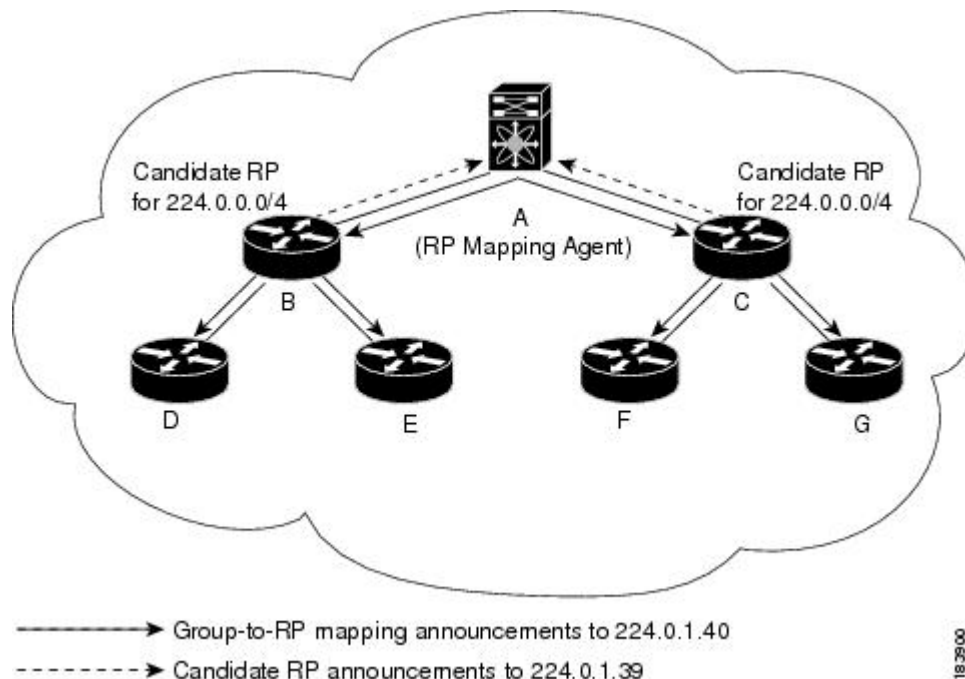 Candidate RP
for 224.0.0.0/4
Candidate RP
for 224.0.0.0/4
A
(RP Mapping Agent)
B
C
D
E
F
G
Group-to-RP mapping announcements to 224.0.1.40
Candidate RP announcements to 224.0.1.39
183900